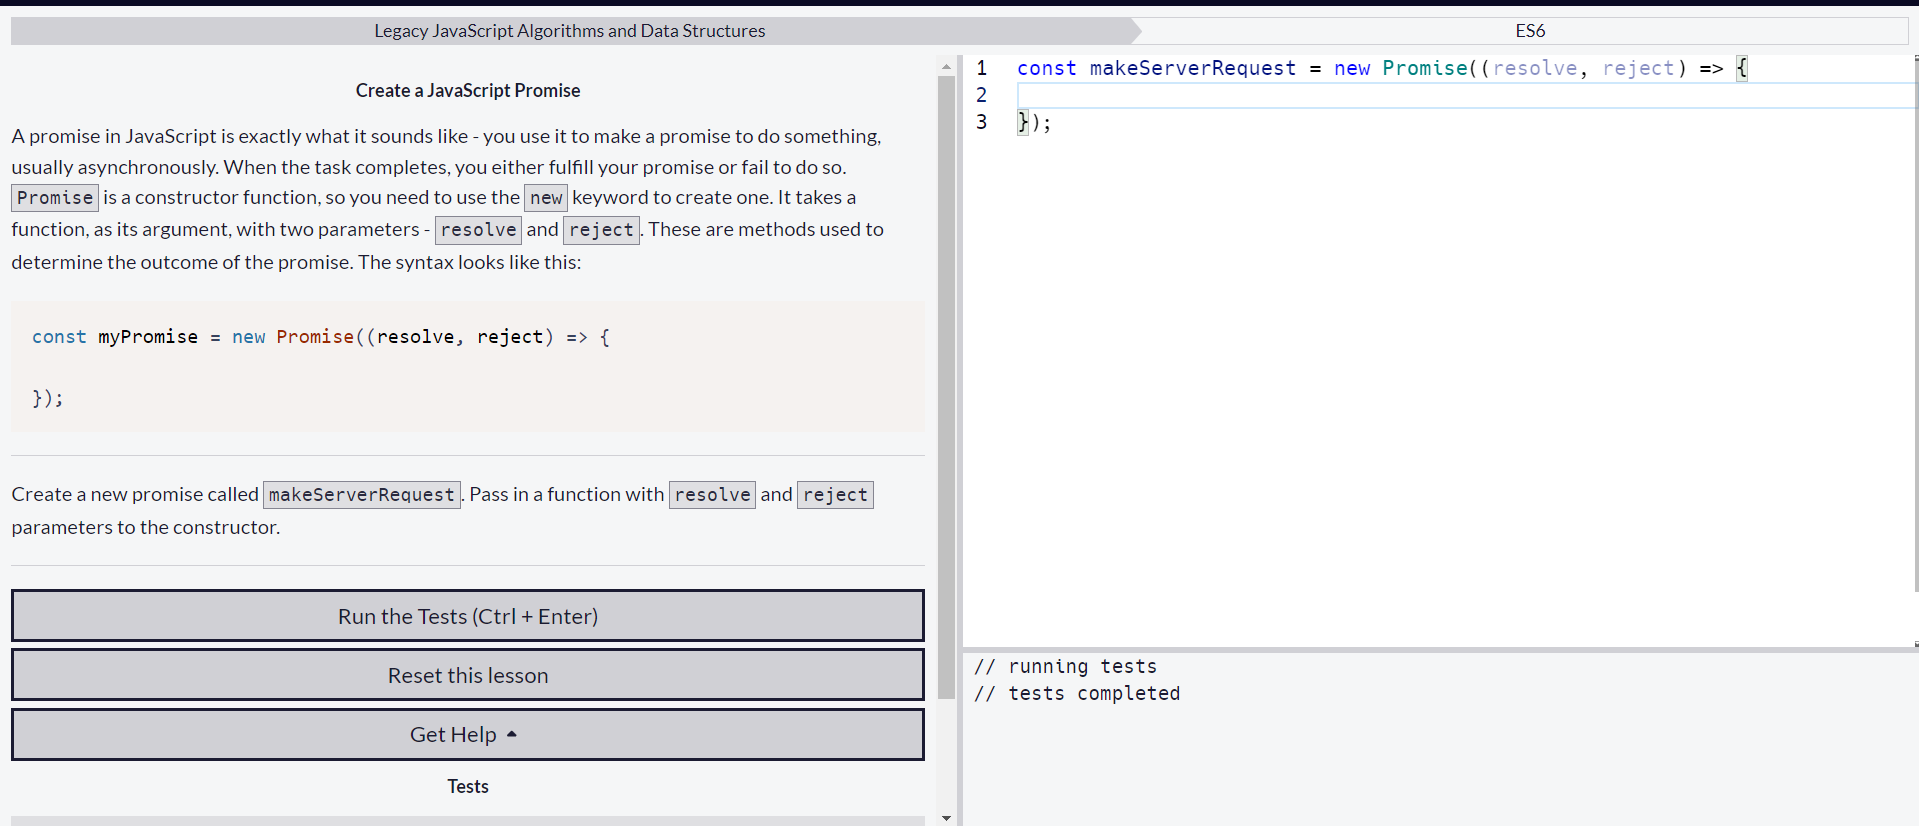 Legacy JavaScript Algorithms and Data Structures
ES6
Create a JavaScript Promise
A promise in JavaScript is exactly what it sounds like - you use it to make a promise to do something,
usually asynchronously. When the task completes, you either fulfill your promise or fail to do so.
Promise is a constructor function, so you need to use the new keyword to create one. It takes a
function, as its argument, with two parameters - resolve and reject. These are methods used to
determine the outcome of the promise. The syntax looks like this:
const myPromise = new Promise((resolve, reject) => {
});
Create a new promise called makeServerRequest. Pass in a function with resolve and reject
parameters to the constructor.
Run the Tests (Ctrl + Enter)
Reset this lesson
Get Help
Tests
1 const makeServerRequest = new Promise((resolve, reject) => {
2
3 });
// running tests
// tests completed